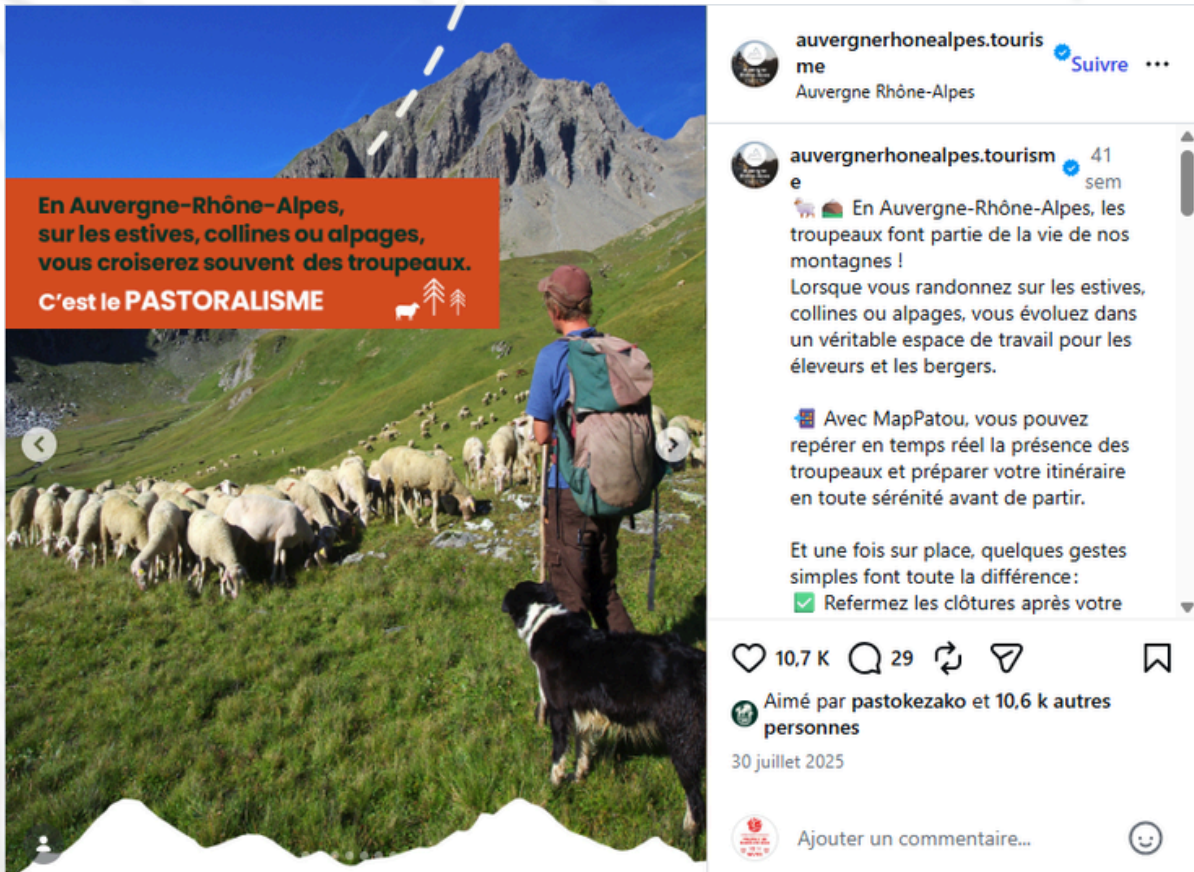 En Auvergne-Rhône-Alpes,
sur les estives, collines ou alpages,
vous croiserez souvent des troupeaux.
C'est le PASTORALISME
auvergnerhonealpes.touris
me
Suivre
Auvergne Rhône-Alpes
auvergnerhonealpes.tourism
e
41
sem
En Auvergne-Rhône-Alpes, les
troupeaux font partie de la vie de nos
montagnes !
Lorsque vous randonnez sur les estives,
collines ou alpages, vous évoluez dans
un véritable espace de travail pour les
éleveurs et les bergers.
Avec MapPatou, vous pouvez
repérer en temps réel la présence des
troupeaux et préparer votre itinéraire
en toute sérénité avant de partir.
Et une fois sur place, quelques gestes
simples font toute la différence :
Refermez les clôtures après votre
10,7 K
29
Aimé par pastokezako et 10,6 k autres
personnes
30 juillet 2025
Ajouter un commentaire...